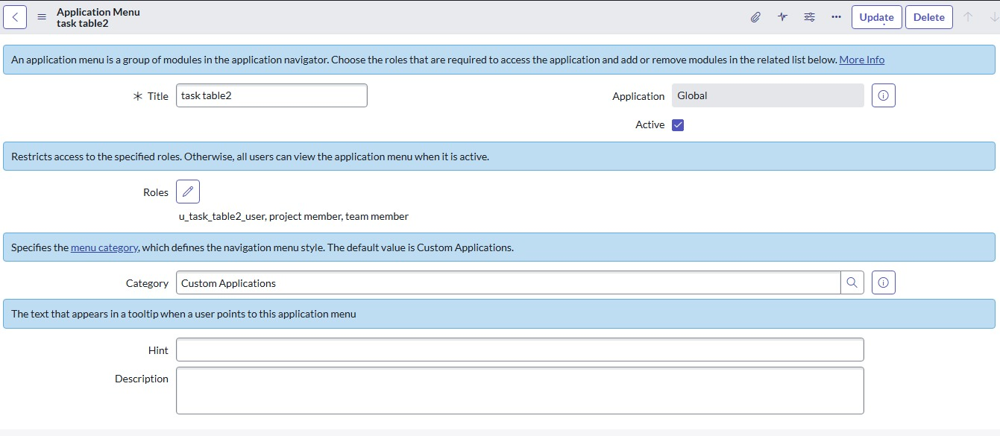 Application Menu
task table2
Update
Delete
An application menu is a group of modules in the application navigator. Choose the roles that are required to access the application and add or remove modules in the related list below. More Info
Title task table2
Application Global
Active
Restricts access to the specified roles. Otherwise, all users can view the application menu when it is active.
Roles
u_task_table2_user, project member, team member
Specifies the menu category, which defines the navigation menu style. The default value is Custom Applications.
Category Custom Applications
The text that appears in a tooltip when a user points to this application menu
Hint
Description